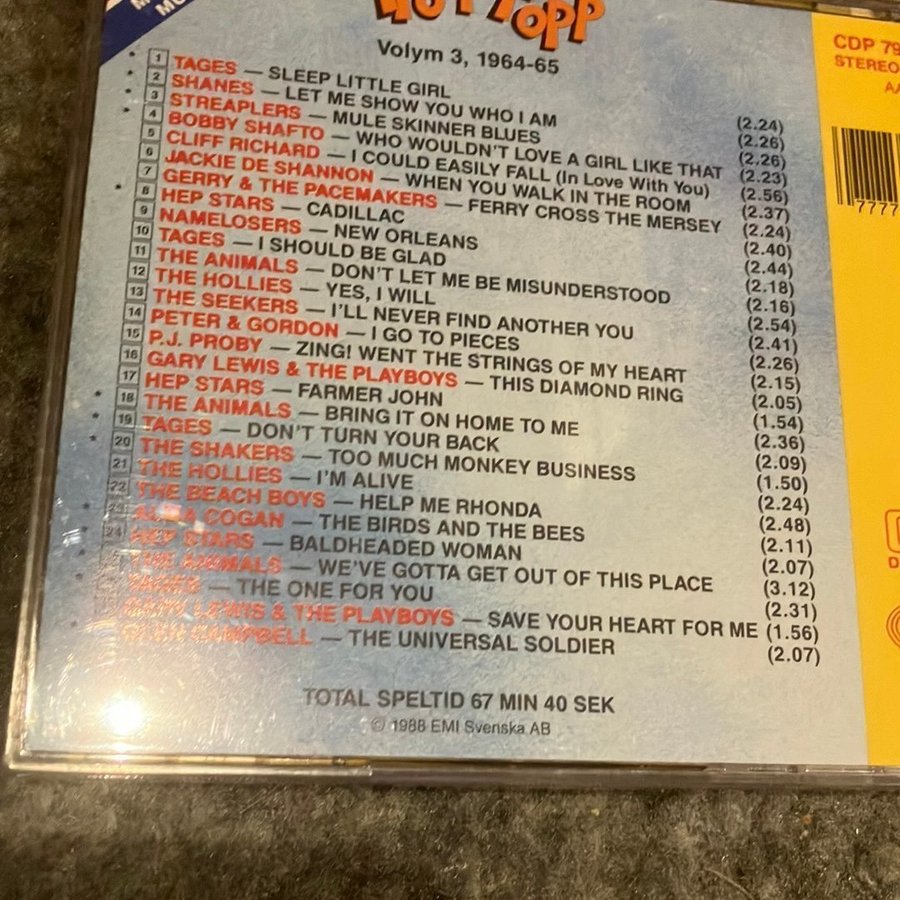 Volym 3, 1964-65
1 TAGES — SLEEP LITTLE GIRL (2.24)
2 SHANES — LET ME SHOW YOU WHO I AM (2.26)
3 STREAPLERS — MULE SKINNER BLUES (2.26)
4 BOBBY SHAFTO — WHO WOULDN'T LOVE A GIRL LIKE THAT (2.23)
5 CLIFF RICHARD — I COULD EASILY FALL (In Love With You) (2.56)
6 JACKIE DE SHANNON — WHEN YOU WALK IN THE ROOM (2.37)
7 GERRY & THE PACEMAKERS — FERRY CROSS THE MERSEY (2.24)
8 HEP STARS — CADILLAC (2.40)
9 NAMELOSERS — NEW ORLEANS (2.44)
10 TAGES — I SHOULD BE GLAD (2.18)
11 THE ANIMALS — DON'T LET ME BE MISUNDERSTOOD (2.16)
12 THE HOLLIES — YES, I WILL (2.54)
13 THE SEEKERS — I'LL NEVER FIND ANOTHER YOU (2.41)
14 PETER & GORDON — I GO TO PIECES (2.26)
15 P.J. PROBY — ZING! WENT THE STRINGS OF MY HEART (2.15)
16 GARY LEWIS & THE PLAYBOYS — THIS DIAMOND RING (2.05)
17 HEP STARS — FARMER JOHN (1.54)
18 THE ANIMALS — BRING IT ON HOME TO ME (2.36)
19 TAGES — DON'T TURN YOUR BACK (2.09)
20 THE SHAKERS — TOO MUCH MONKEY BUSINESS (1.50)
21 THE HOLLIES — I'M ALIVE (2.24)
22 THE BEACH BOYS — HELP ME RHONDA (2.48)
23 ALMA COGAN — THE BIRDS AND THE BEES (2.11)
24 HEP STARS — BALDHEADED WOMAN (2.07)
THE ANIMALS — WE'VE GOTTA GET OUT OF THIS PLACE (3.12)
TAGES — THE ONE FOR YOU (2.31)
GARY LEWIS & THE PLAYBOYS — SAVE YOUR HEART FOR ME (1.56)
CAMPBELL — THE UNIVERSAL SOLDIER (2.07)
TOTAL SPELTID 67 MIN 40 SEK
© 1988 EMI Svenska AB
CDP 79
STEREO
7777